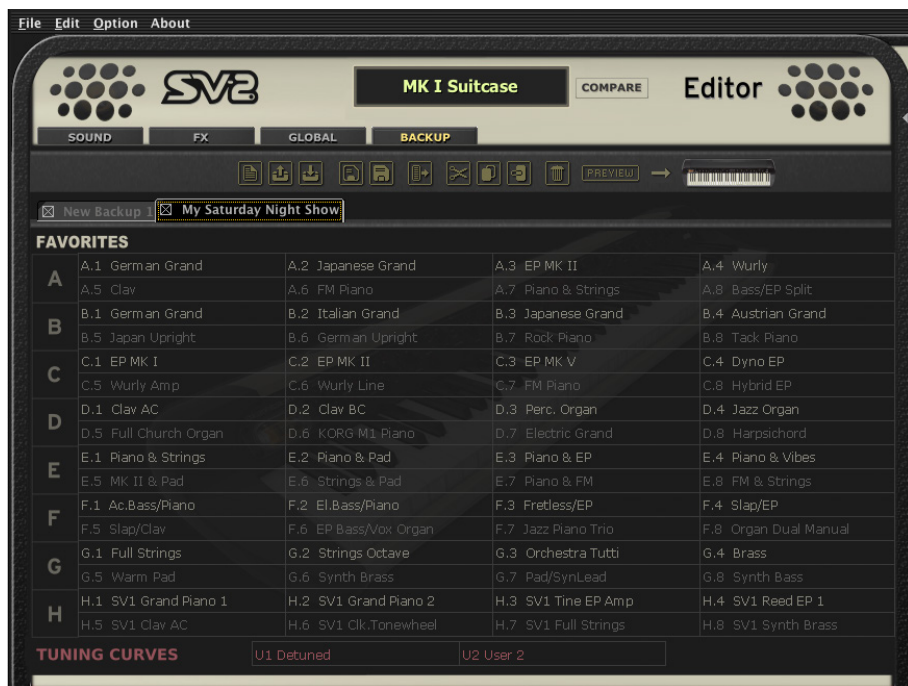 File Edit Option About
SV2 MK I Suitcase COMPARE Editor
SOUND FX GLOBAL BACKUP
PREVIEW
New Backup 1 My Saturday Night Show
FAVORITES
A
A.1 German Grand A.2 Japanese Grand A.3 EP MK II A.4 Wurly
A.5 Clav A.6 FM Piano A.7 Piano & Strings A.8 Bass/EP Split
B
B.1 German Grand B.2 Italian Grand B.3 Japanese Grand B.4 Austrian Grand
B.5 Japan Upright B.6 German Upright B.7 Rock Piano B.8 Tack Piano
C
C.1 EP MK I C.2 EP MK II C.3 EP MK V C.4 Dyno EP
C.5 Wurly Amp C.6 Wurly Line C.7 FM Piano C.8 Hybrid EP
D
D.1 Clav AC D.2 Clav BC D.3 Perc. Organ D.4 Jazz Organ
D.5 Full Church Organ D.6 KORG M1 Piano D.7 Electric Grand D.8 Harpsichord
E
E.1 Piano & Strings E.2 Piano & Pad E.3 Piano & EP E.4 Piano & Vibes
E.5 MK II & Pad E.6 Strings & Pad E.7 Piano & FM E.8 FM & Strings
F
F.1 Ac.Bass/Piano F.2 El.Bass/Piano F.3 Fretless/EP F.4 Slap/EP
F.5 Slap/Clav F.6 EP Bass/Vox Organ F.7 Jazz Piano Trio F.8 Organ Dual Manual
G
G.1 Full Strings G.2 Strings Octave G.3 Orchestra Tutti G.4 Brass
G.5 Warm Pad G.6 Synth Brass G.7 Pad/SynLead G.8 Synth Bass
H
H.1 SV1 Grand Piano 1 H.2 SV1 Grand Piano 2 H.3 SV1 Tine EP Amp H.4 SV1 Reed EP 1
H.5 SV1 Clav AC H.6 SV1 Clk.Tonewheel H.7 SV1 Full Strings H.8 SV1 Synth Brass
TUNING CURVES U1 Detuned U2 User 2